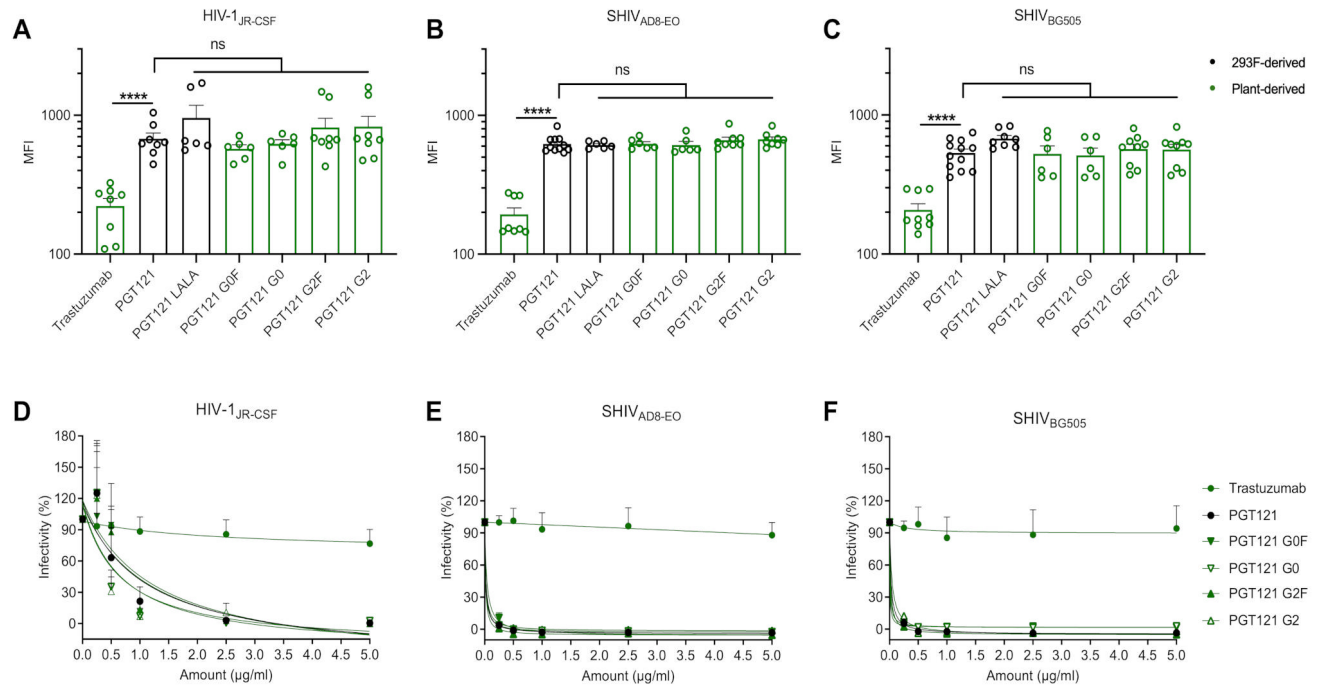 A
HIV-1JR-CSF
ns
****
1000
100
MFI
Trastuzumab
PGT121
PGT121 LALA
PGT121 G0F
PGT121 G0
PGT121 G2F
PGT121 G2
B
SHIVAD8-EO
ns
****
1000
100
MFI
Trastuzumab
PGT121
PGT121 LALA
PGT121 G0F
PGT121 G0
PGT121 G2F
PGT121 G2
C
SHIVBG505
ns
****
1000
100
MFI
Trastuzumab
PGT121
PGT121 LALA
PGT121 G0F
PGT121 G0
PGT121 G2F
PGT121 G2
293F-derived
Plant-derived
D
HIV-1JR-CSF
180
150
120
90
60
30
0
Infectivity (%)
0.0 0.5 1.0 1.5 2.0 2.5 3.0 3.5 4.0 4.5 5.0
Amount (µg/ml)
E
SHIVAD8-EO
180
150
120
90
60
30
0
Infectivity (%)
0.0 0.5 1.0 1.5 2.0 2.5 3.0 3.5 4.0 4.5 5.0
Amount (µg/ml)
F
SHIVBG505
180
150
120
90
60
30
0
Infectivity (%)
0.0 0.5 1.0 1.5 2.0 2.5 3.0 3.5 4.0 4.5 5.0
Amount (µg/ml)
Trastuzumab
PGT121
PGT121 G0F
PGT121 G0
PGT121 G2F
PGT121 G2